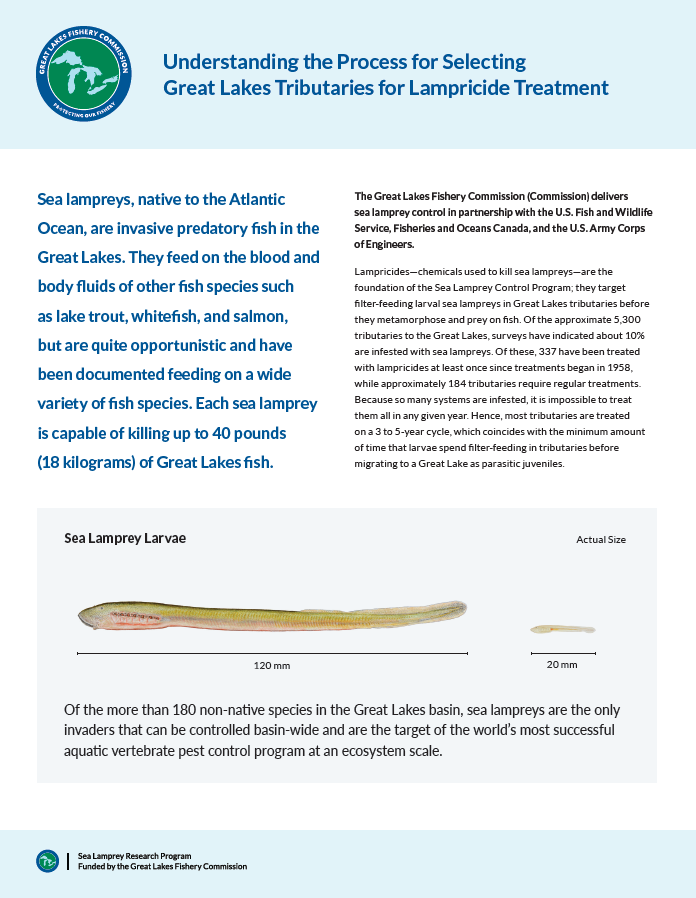 GREAT LAKES FISHERY COMMISSION
PROTECTING OUR FISHERY
Understanding the Process for Selecting
Great Lakes Tributaries for Lampricide Treatment
Sea lampreys, native to the Atlantic
Ocean, are invasive predatory fish in the
Great Lakes. They feed on the blood and
body fluids of other fish species such
as lake trout, whitefish, and salmon,
but are quite opportunistic and have
been documented feeding on a wide
variety of fish species. Each sea lamprey
is capable of killing up to 40 pounds
(18 kilograms) of Great Lakes fish.
The Great Lakes Fishery Commission (Commission) delivers
sea lamprey control in partnership with the U.S. Fish and Wildlife
Service, Fisheries and Oceans Canada, and the U.S. Army Corps
of Engineers.
Lampricides—chemicals used to kill sea lampreys—are the
foundation of the Sea Lamprey Control Program; they target
filter-feeding larval sea lampreys in Great Lakes tributaries before
they metamorphose and prey on fish. Of the approximate 5,300
tributaries to the Great Lakes, surveys have indicated about 10%
are infested with sea lampreys. Of these, 337 have been treated
with lampricides at least once since treatments began in 1958,
while approximately 184 tributaries require regular treatments.
Because so many systems are infested, it is impossible to treat
them all in any given year. Hence, most tributaries are treated
on a 3 to 5-year cycle, which coincides with the minimum amount
of time that larvae spend filter-feeding in tributaries before
migrating to a Great Lake as parasitic juveniles.
Sea Lamprey Larvae
Actual Size
120 mm
20 mm
Of the more than 180 non-native species in the Great Lakes basin, sea lampreys are the only
invaders that can be controlled basin-wide and are the target of the world's most successful
aquatic vertebrate pest control program at an ecosystem scale.
Sea Lamprey Research Program
Funded by the Great Lakes Fishery Commission